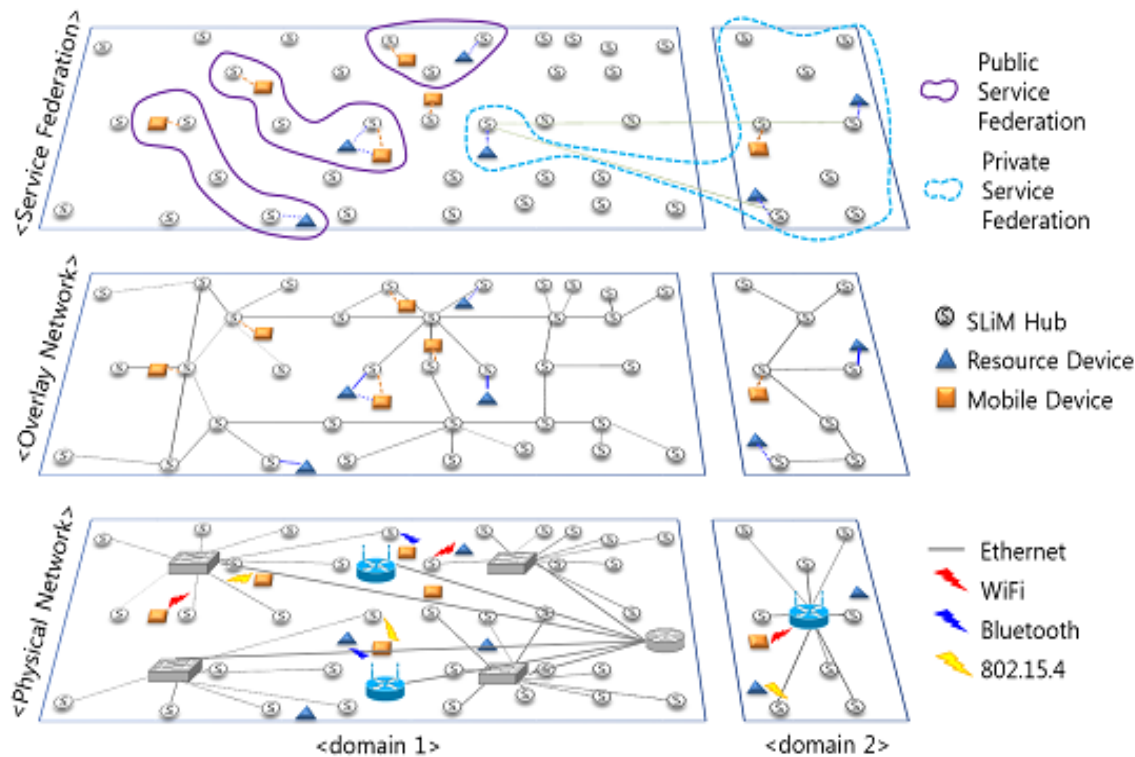 <Service Federation>
Public
Service
Federation
Private
Service
Federation
<Overlay Network>
SLiM Hub
Resource Device
Mobile Device
<Physical Network>
Ethernet
WiFi
Bluetooth
802.15.4
<domain 1>
<domain 2>